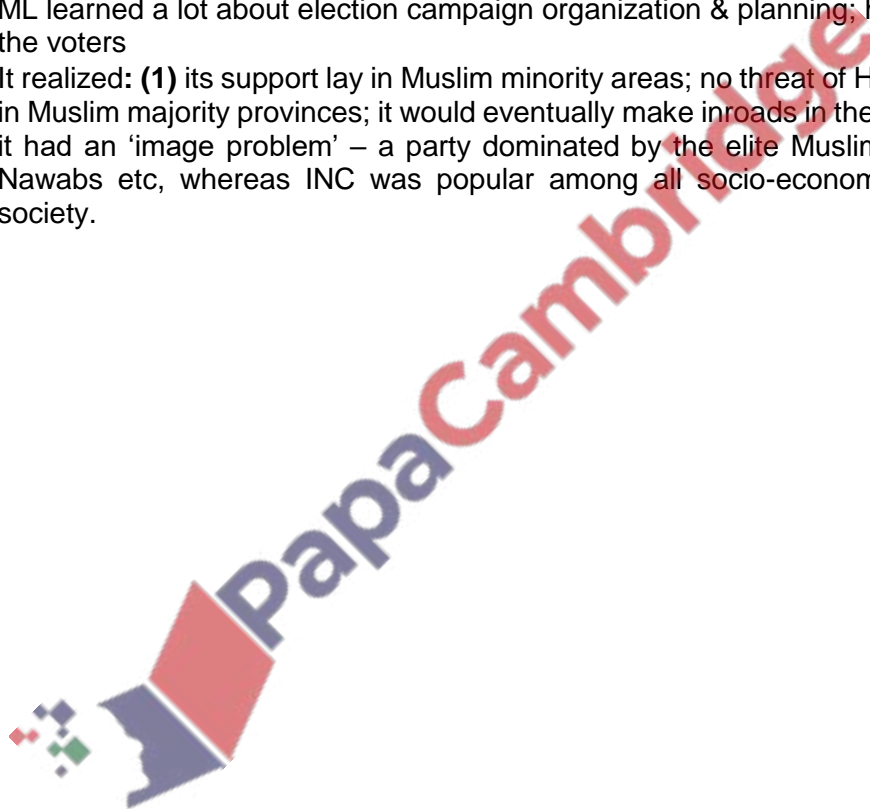 ML learned a lot about election campaign organization & planning;
the voters
It realized: (1) its support lay in Muslim minority areas; no threat of H
in Muslim majority provinces; it would eventually make inroads in the
it had an ‘image problem’ – a party dominated by the elite Muslim
Nawabs etc, whereas INC was popular among all socio-econom
society.
PapaCambridge